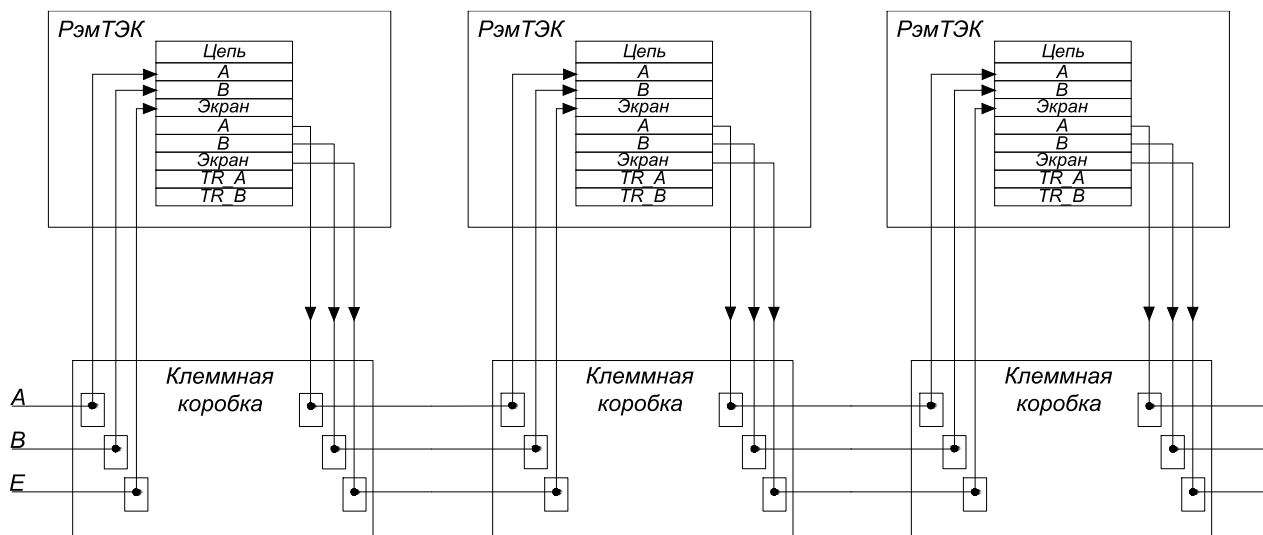 РэмТЭК
Цепь
A
B
Экран
A
B
Экран
TR_A
TR_B
РэмТЭК
Цепь
A
B
Экран
A
B
Экран
TR_A
TR_B
РэмТЭК
Цепь
A
B
Экран
A
B
Экран
TR_A
TR_B
A
B
E
Клеммная
коробка
Клеммная
коробка
Клеммная
коробка